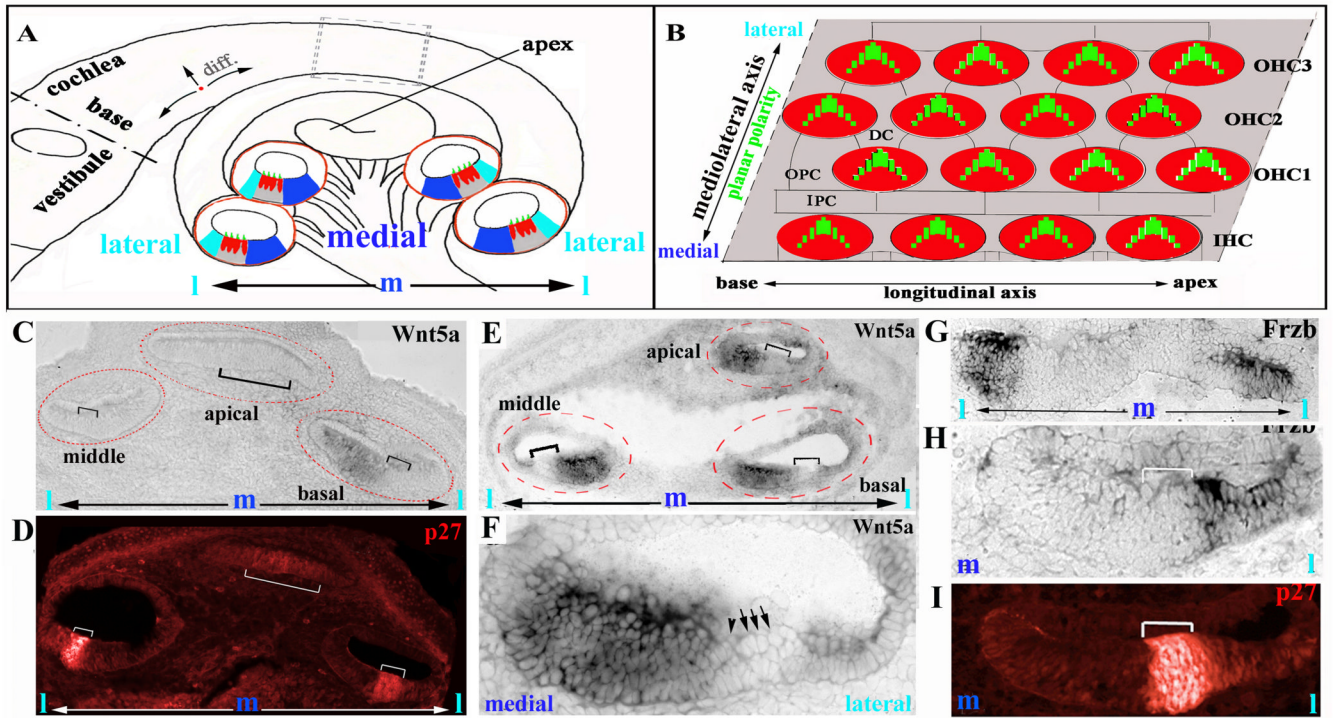 A
cochlea
base
vestibule
diff.
apex
lateral
medial
lateral
l
m
l
B
lateral
mediolateral axis
planar polarity
medial
OHC3
OHC2
DC
OPC
OHC1
IPC
IHC
base
longitudinal axis
apex
C
Wnt5a
apical
middle
basal
l
m
l
D
p27
l
m
l
E
Wnt5a
apical
middle
basal
l
m
l
F
Wnt5a
medial
lateral
G
Frzb
l
m
l
H
Frzb
m
l
I
p27
m
l